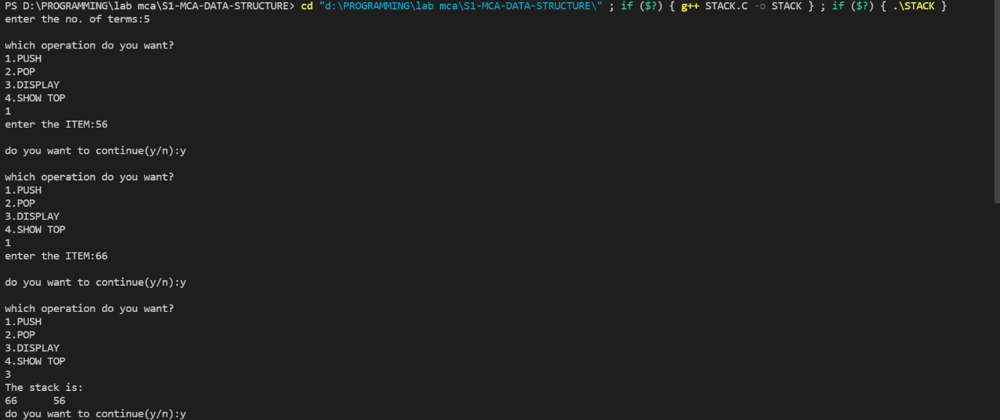 PS D:\PROGRAMMING\lab mca\S1-MCA-DATA-STRUCTURE> cd "d:\PROGRAMMING\lab mca\S1-MCA-DATA-STRUCTURE\" ; if ($?) { g++ STACK.C -o STACK } ; if ($?) { .\STACK }
enter the no. of terms:5
which operation do you want?
1.PUSH
2.POP
3.DISPLAY
4.SHOW TOP
1
enter the ITEM:56
do you want to continue(y/n):y
which operation do you want?
1.PUSH
2.POP
3.DISPLAY
4.SHOW TOP
1
enter the ITEM:66
do you want to continue(y/n):y
which operation do you want?
1.PUSH
2.POP
3.DISPLAY
4.SHOW TOP
3
The stack is:
66      56
do you want to continue(y/n):y